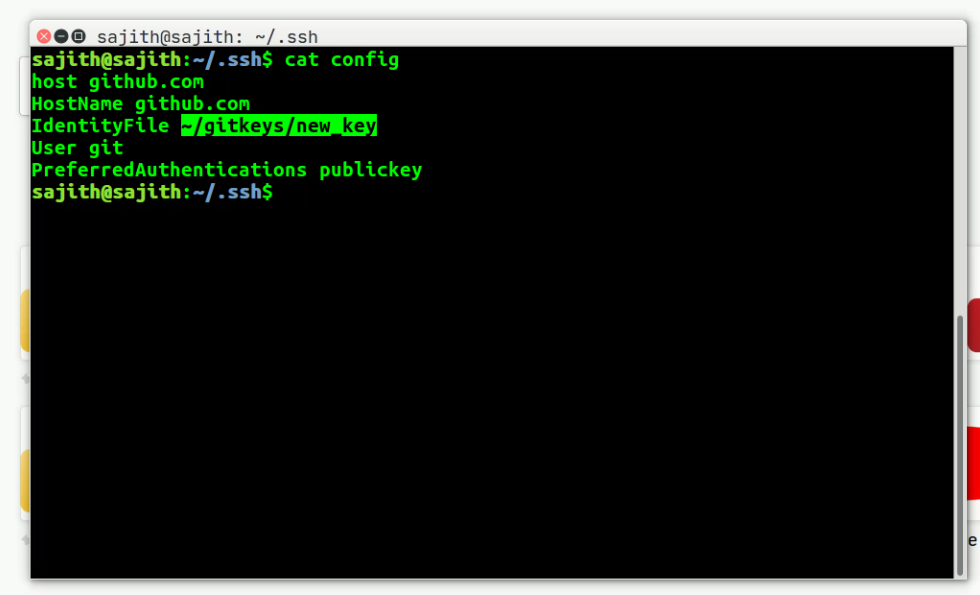 sajith@sajith: ~/.ssh
sajith@sajith:~/.ssh$ cat config
host github.com
HostName github.com
IdentityFile ~/gitkeys/new_key
User git
PreferredAuthentications publickey
sajith@sajith:~/.ssh$
e